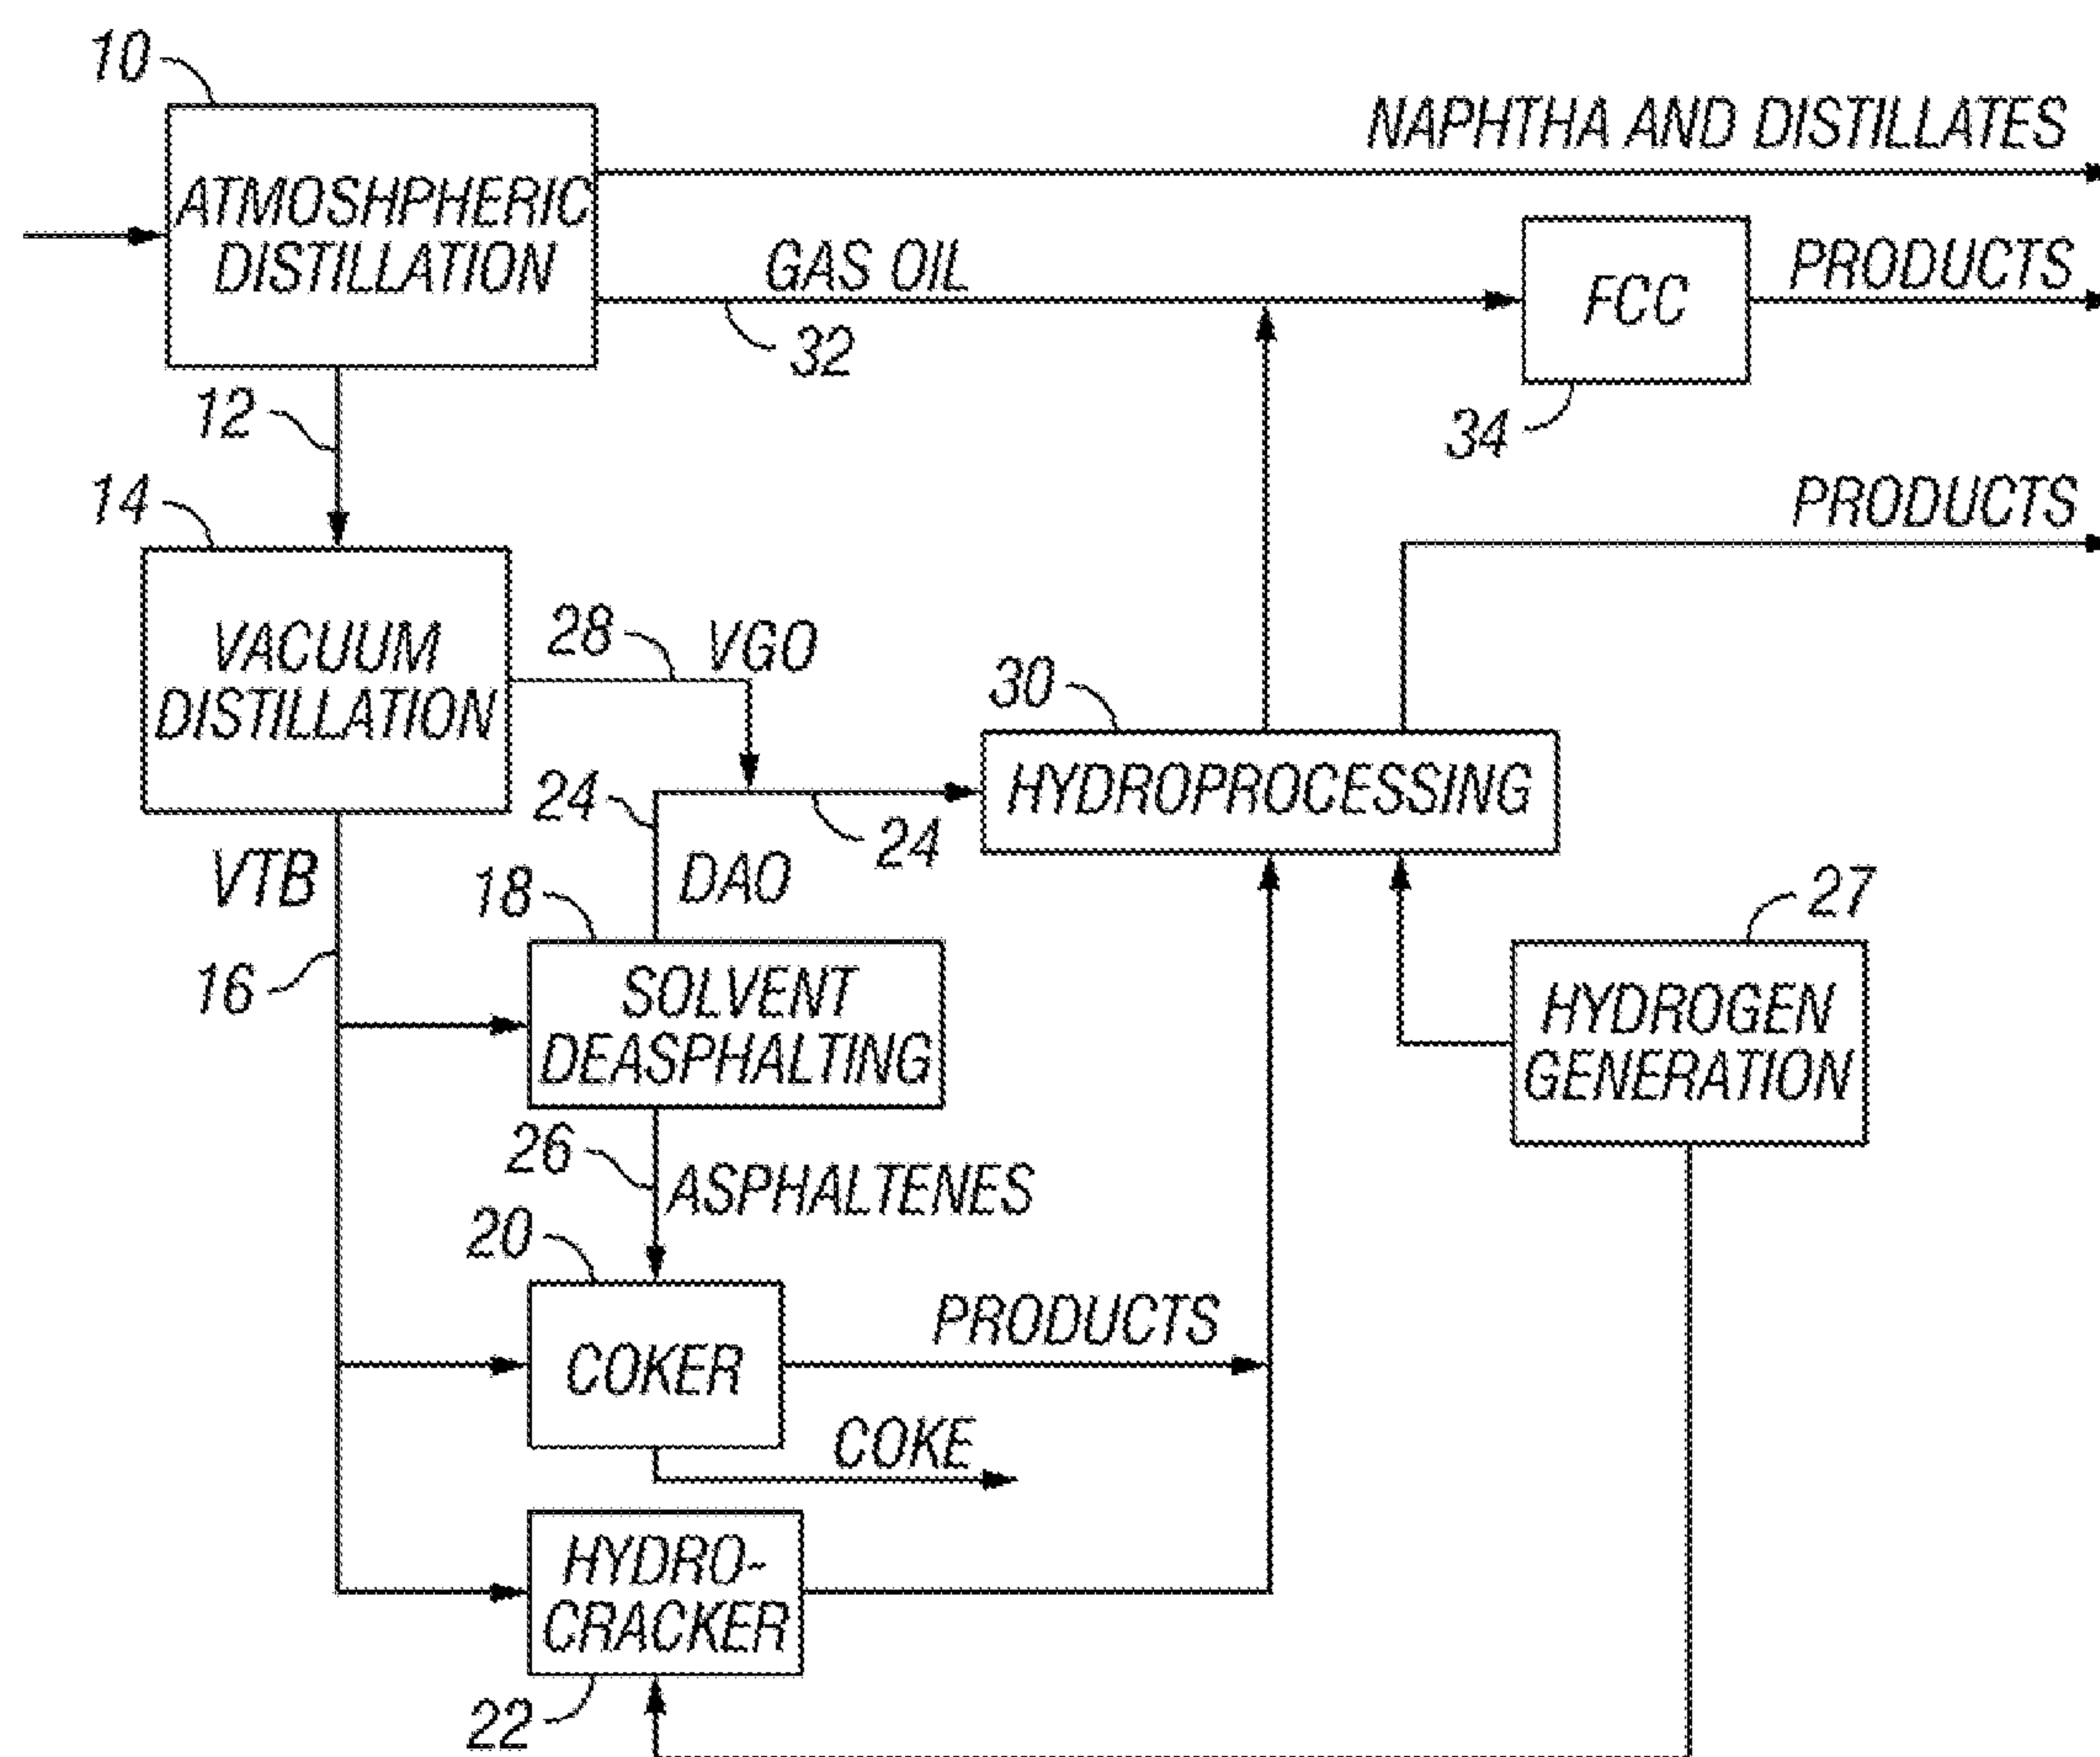 10
NAPHTHA AND DISTILLATES
ATMOSHPHERIC
DISTILLATION
GAS OIL
32
FCC
PRODUCTS
34
12
14
PRODUCTS
VACUUM
DISTILLATION
28
VGO
30
HYDROPROCESSING
24
24
DAO
VTB
16
18
SOLVENT
DEASPHALTING
27
HYDROGEN
GENERATION
26
ASPHALTENES
20
COKER
PRODUCTS
COKE
HYDRO-
CRACKER
22